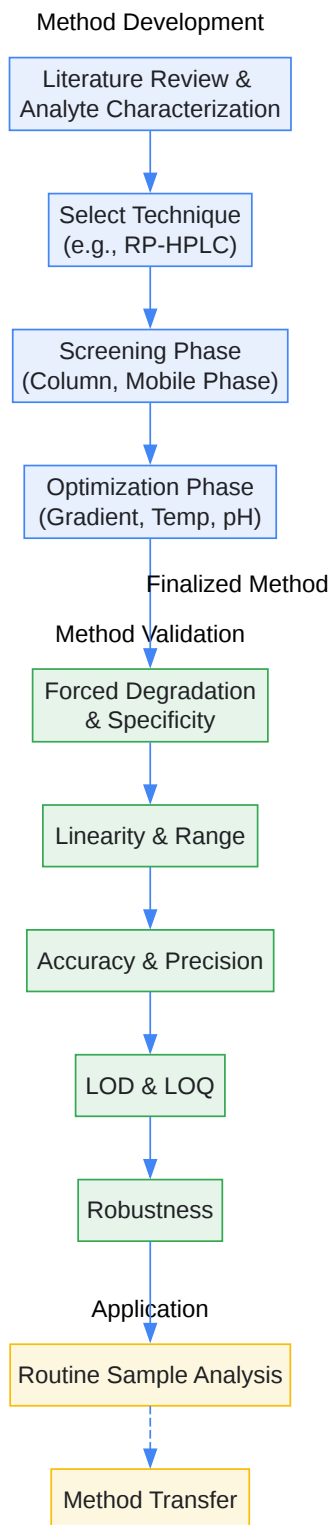 Method Development
Literature Review &
Analyte Characterization
Select Technique
(e.g., RP-HPLC)
Screening Phase
(Column, Mobile Phase)
Optimization Phase
(Gradient, Temp, pH)
Finalized Method
Method Validation
Forced Degradation
& Specificity
Linearity & Range
Accuracy & Precision
LOD & LOQ
Robustness
Application
Routine Sample Analysis
Method Transfer